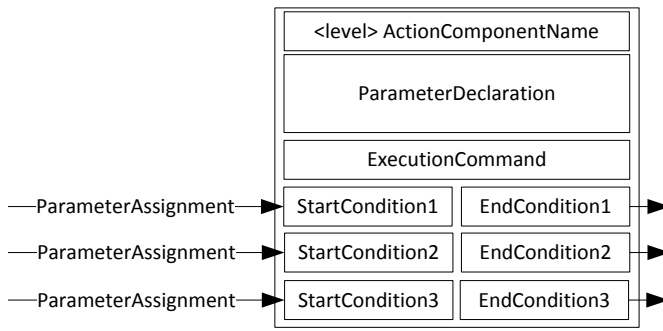 <level> ActionComponentName
ParameterDeclaration
ExecutionCommand
ParameterAssignment StartCondition1 EndCondition1
ParameterAssignment StartCondition2 EndCondition2
ParameterAssignment StartCondition3 EndCondition3